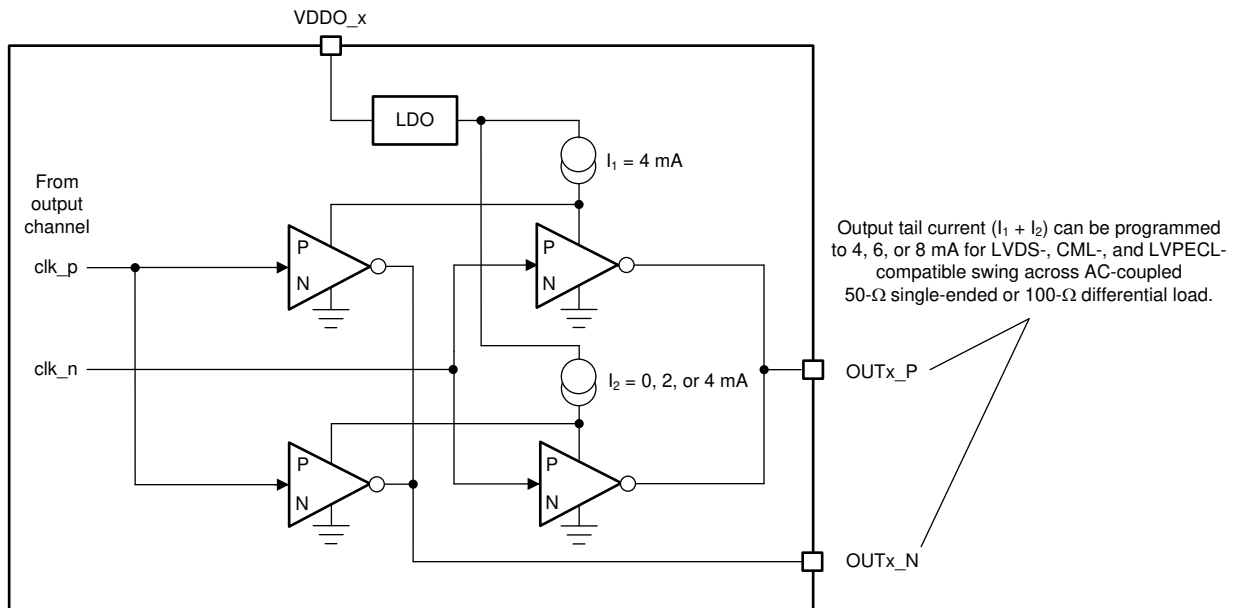 VDDO_x
LDO
I₁ = 4 mA
From
output
channel
P
N
P
N
clk_p
Output tail current (I₁ + I₂) can be programmed
to 4, 6, or 8 mA for LVDS-, CML-, and LVPECL-
compatible swing across AC-coupled
50-Ω single-ended or 100-Ω differential load.
clk_n
I₂ = 0, 2, or 4 mA
OUTx_P
P
N
P
N
OUTx_N